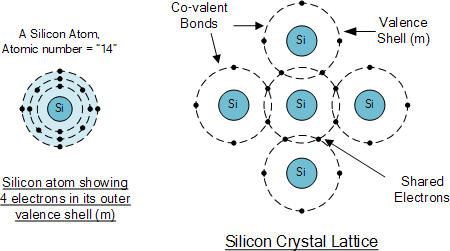 A Silicon Atom,
Atomic number = “14”
Si
Silicon atom showing
4 electrons in its outer
valence shell (m)
Co-valent
Bonds
Valence
Shell (m)
Si
Si
Si
Si
Si
Shared
Electrons
Silicon Crystal Lattice